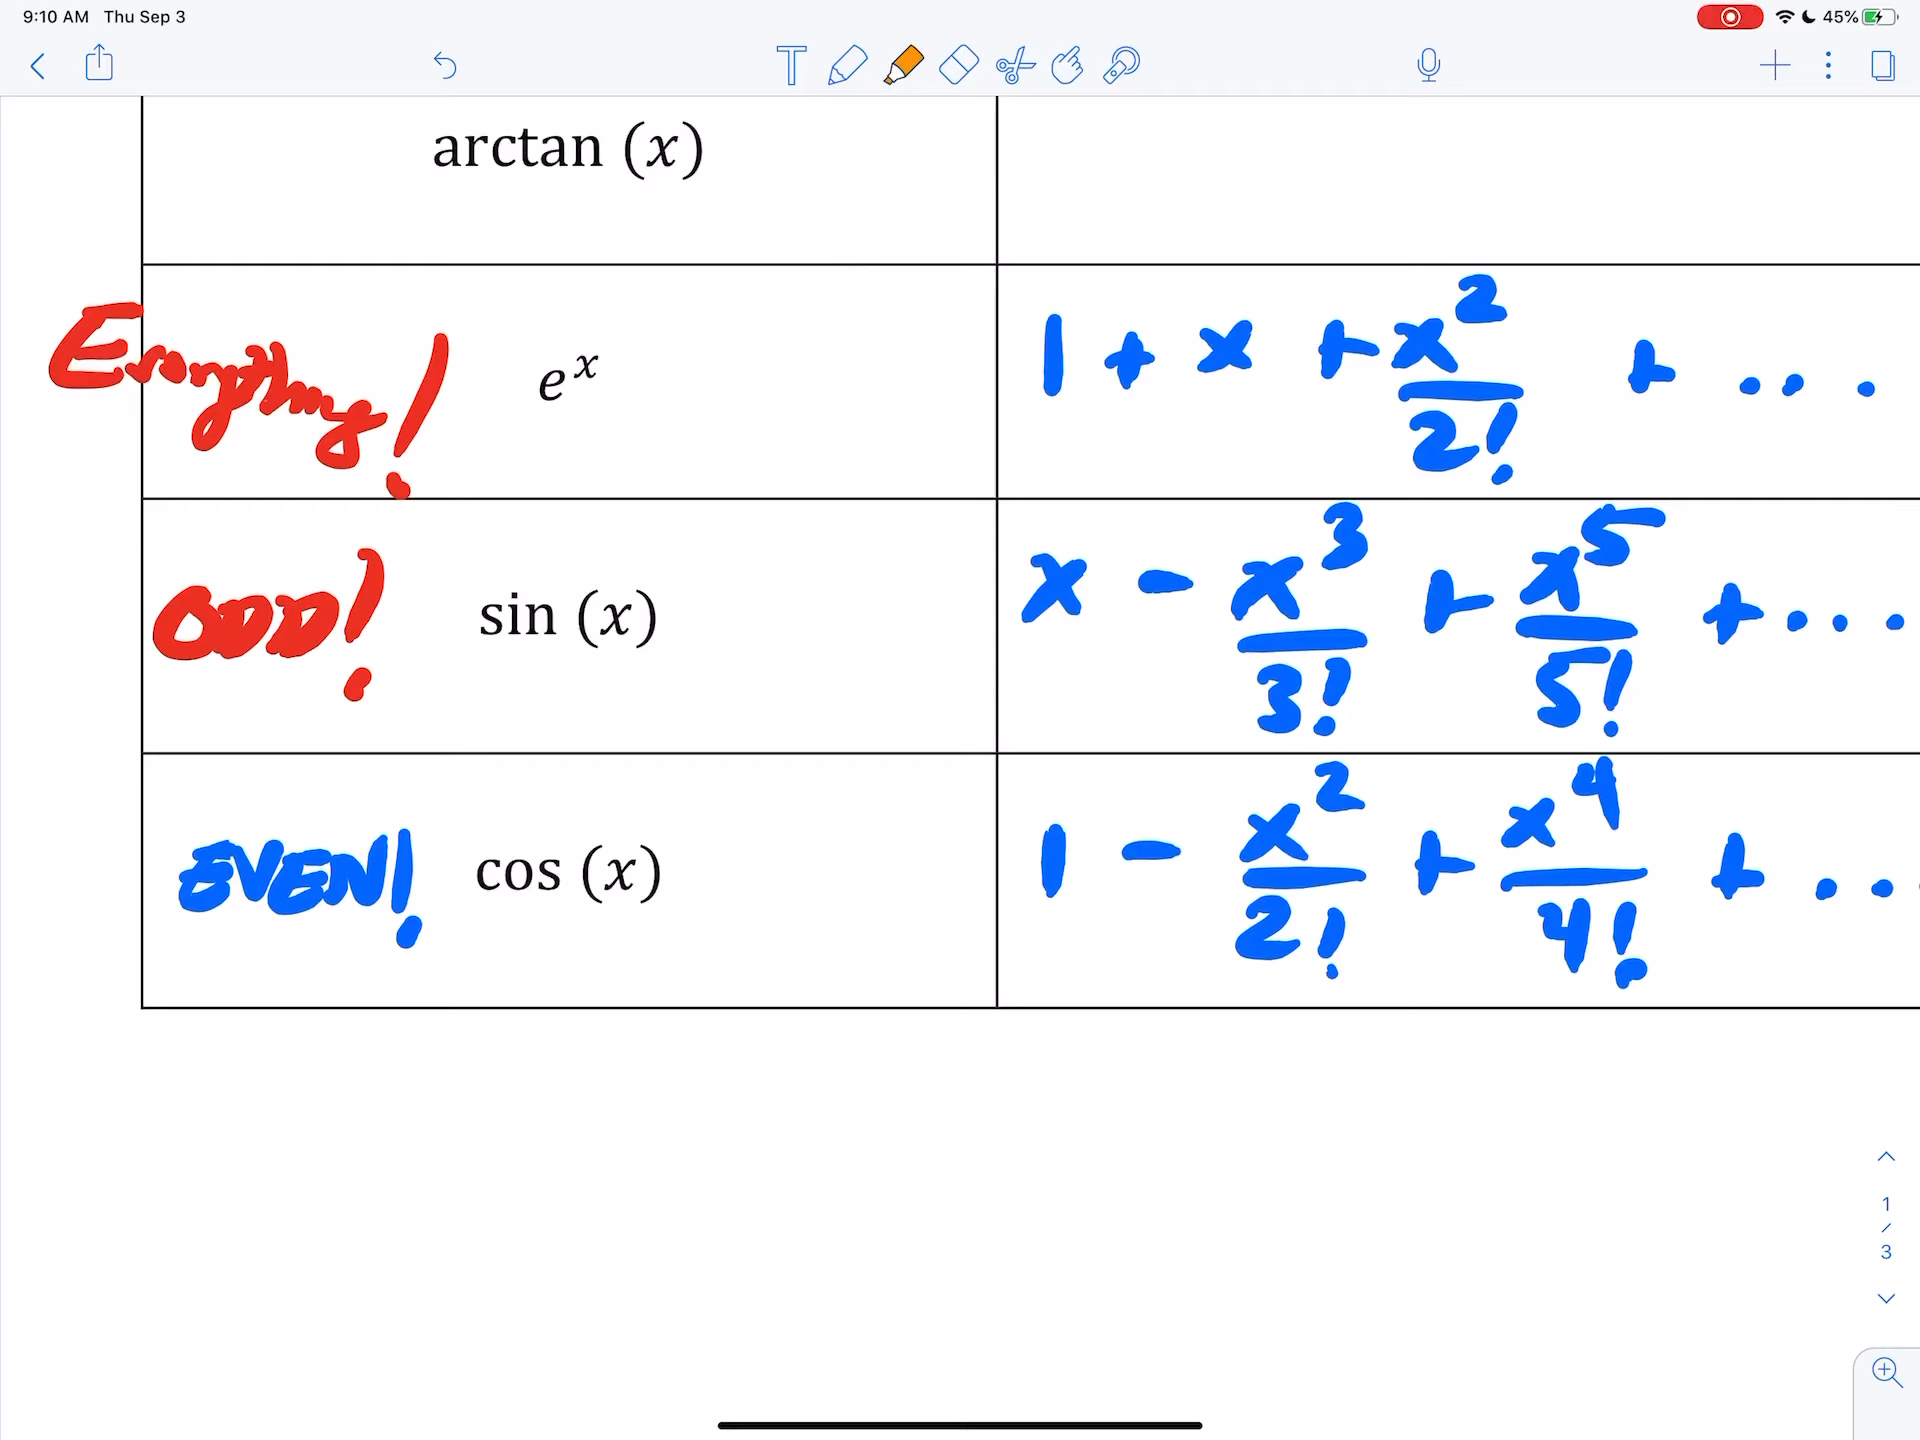 9:10 AM Thu Sep 3
45%
arctan (x)
Everything! e^x 1 + x + x^2/2! + ...
ODD! sin (x) x - x^3/3! + x^5/5! + ...
EVEN! cos (x) 1 - x^2/2! + x^4/4! + ..
1
/
3